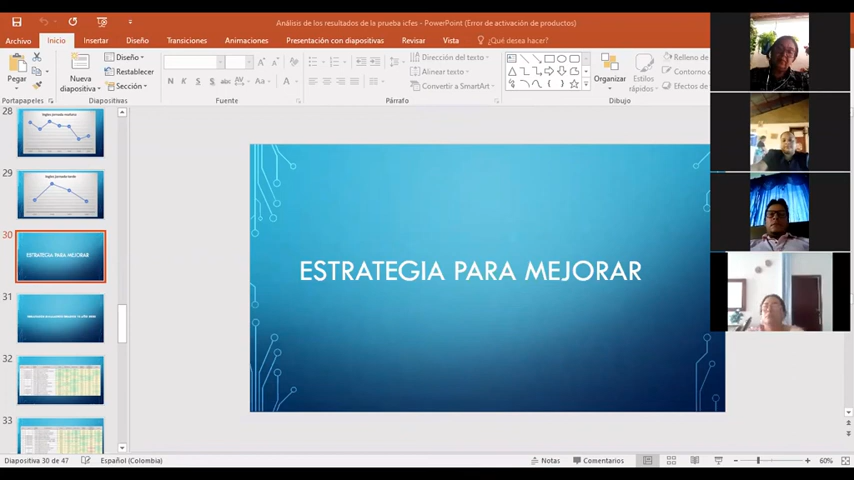 Análisis de los resultados de la prueba icfes - PowerPoint (Error de activación de productos)
Archivo Inicio Insertar Diseño Transiciones Animaciones Presentación con diapositivas Revisar Vista ¿Qué desea hacer?
Pegar
Portapapeles
Nueva diapositiva
Diseño
Restablecer
Sección
Diapositivas
N K S S abc AV Aa A
Fuente
Dirección del texto
Alinear texto
Convertir a SmartArt
Párrafo
Organizar
Estilos rápidos
Dibujo
Relleno de
Contorno
Efectos de
28
29
30
ESTRATEGIA PARA MEJORAR
31
32
33
ESTRATEGIA PARA MEJORAR
Diapositiva 30 de 47 Español (Colombia) Notas Comentarios 60%